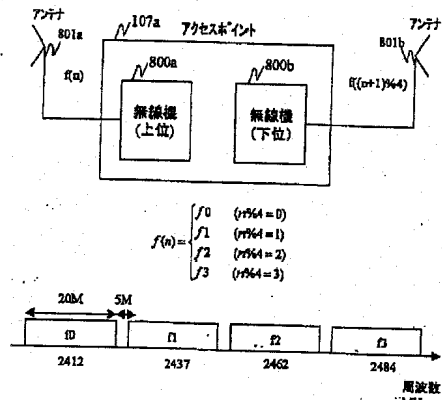 アンテナ
アンテナ
107a
アクセスポイント
801a
801b
800a
800b
f(n)
f((n+1)%4)
無線機
(上位)
無線機
(下位)
f0 (n%4=0)
f1 (n%4=1)
f(n)=
f2 (n%4=2)
f3 (n%4=3)
20M
5M
f0
f1
f2
f3
2412
2437
2462
2484
周波数